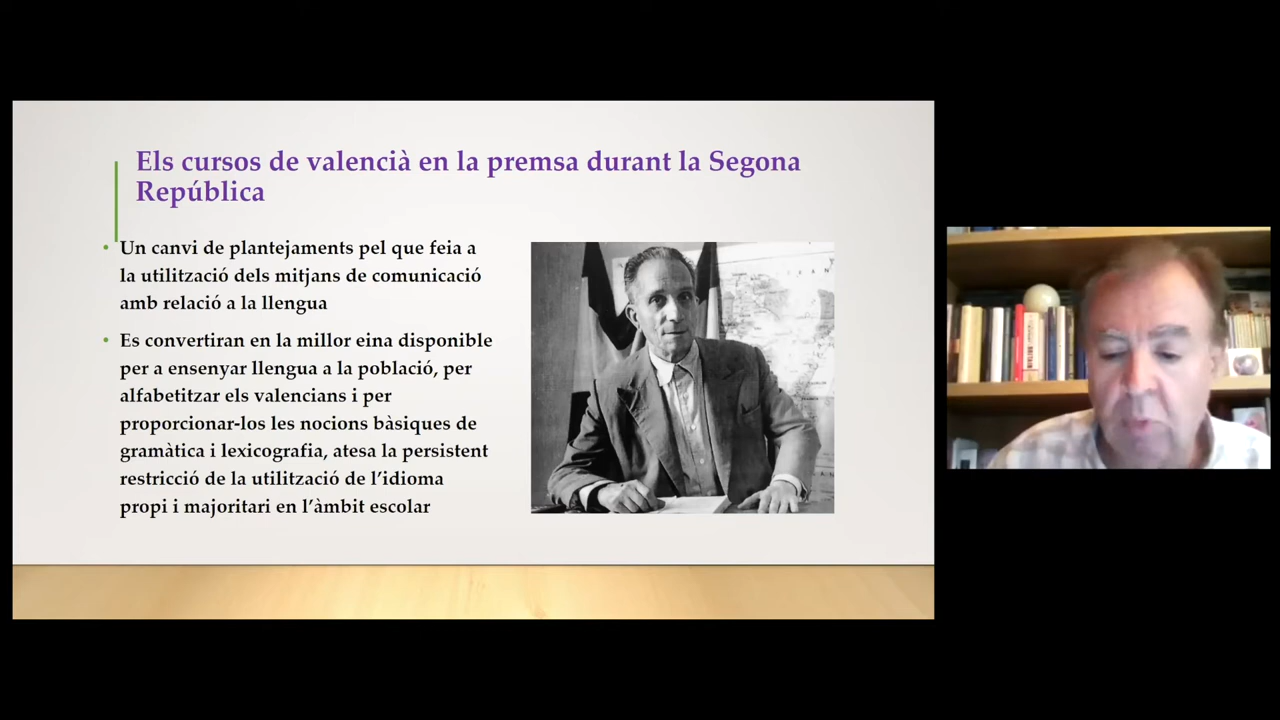 Els cursos de valencià en la premsa durant la Segona
República
• Un canvi de plantejaments pel que feia a
la utilització dels mitjans de comunicació
amb relació a la llengua
• Es convertiran en la millor eina disponible
per a ensenyar llengua a la població, per
alfabetitzar els valencians i per
proporcionar-los les nocions bàsiques de
gramàtica i lexicografia, atesa la persistent
restricció de la utilització de l’idioma
propi i majoritari en l’àmbit escolar